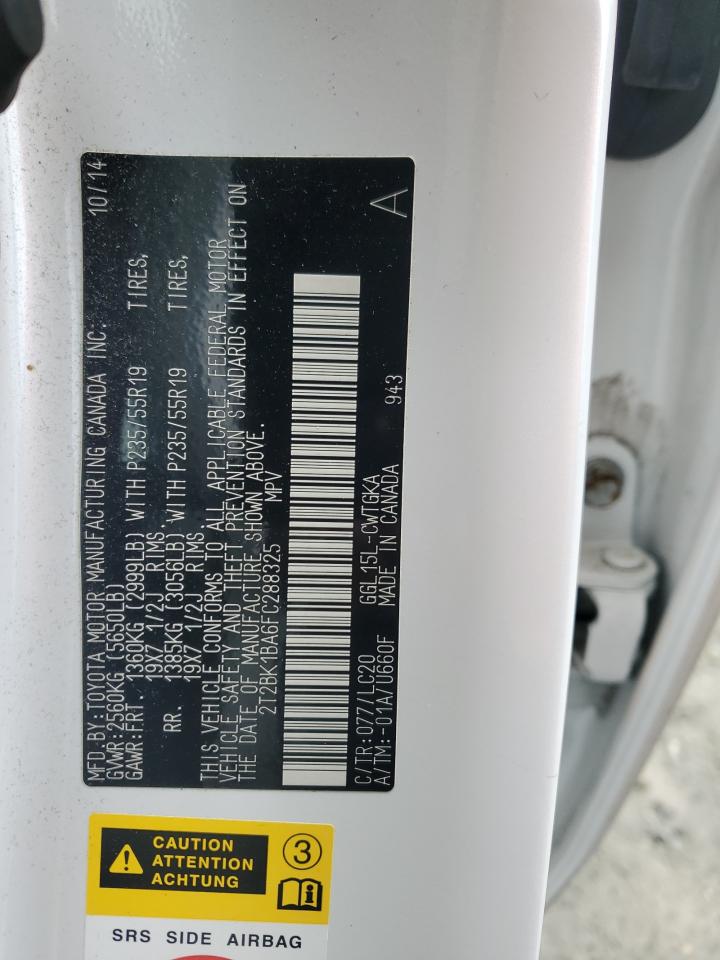 MFD.BY:TOYOTA MOTOR MANUFACTURING CANADA INC. 10/14
GVWR:2560KG (5650LB)
GAWR:FRT. 1360KG (2999LB) WITH P235/55R19 TIRES,
19X7 1/2J RIMS
RR. 1385KG (3056LB) WITH P235/55R19 TIRES,
19X7 1/2J RIMS
THIS VEHICLE CONFORMS TO ALL APPLICABLE FEDERAL MOTOR
VEHICLE SAFETY AND THEFT PREVENTION STANDARDS IN EFFECT ON
THE DATE OF MANUFACTURE SHOWN ABOVE.
2T2BK1BA6FC288325 MPV
C/TR:077/LC20 GGL15L-CWTGKA
A/TM:-01A/U660F MADE IN CANADA 943 A
CAUTION
ATTENTION
ACHTUNG
3
SRS SIDE AIRBAG